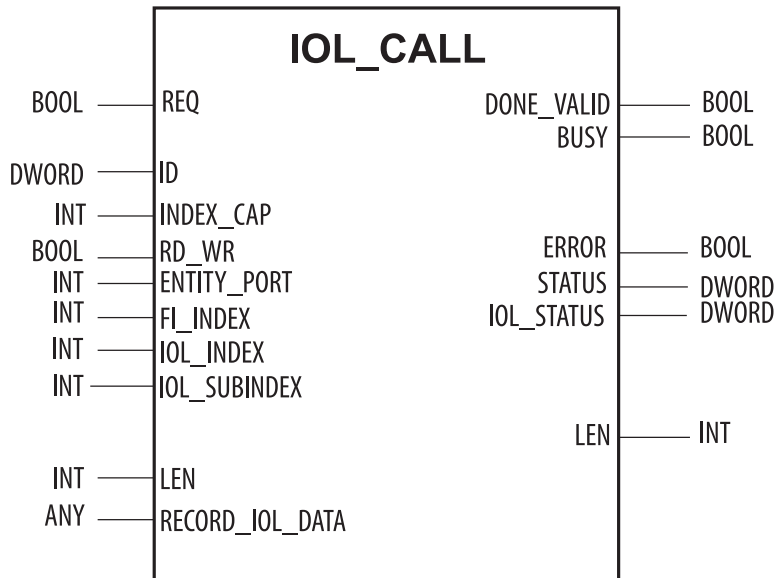 IOL_CALL
BOOL REQ DONE_VALID BOOL
BUSY BOOL
DWORD ID
INT INDEX_CAP
BOOL RD_WR ERROR BOOL
INT ENTITY_PORT STATUS DWORD
INT FI_INDEX IOL_STATUS DWORD
INT IOL_INDEX
INT IOL_SUBINDEX
LEN INT
INT LEN
ANY RECORD_IOL_DATA